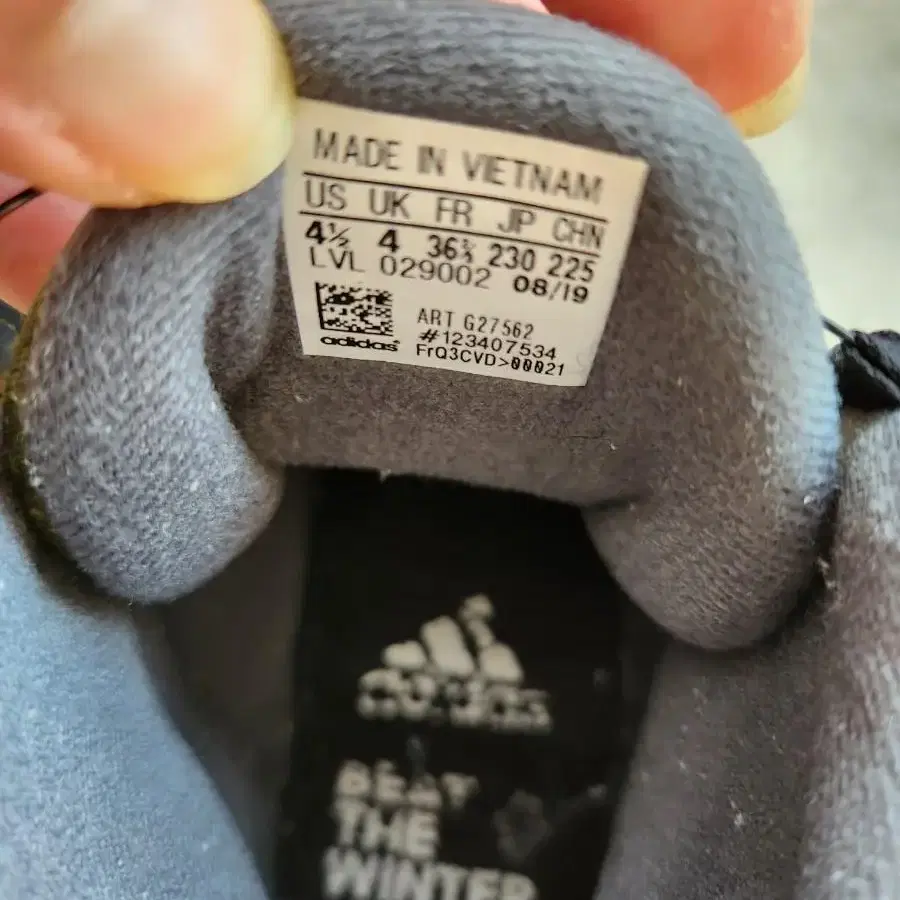 MADE IN VIETNAM
US UK FR JP CHN
4½ 4 36⅔ 230 225
LVL 029002 08/19
ART G27562
#123407534
adidas FrQ3CVD>00021
adidas
BEAT
THE
WINTER